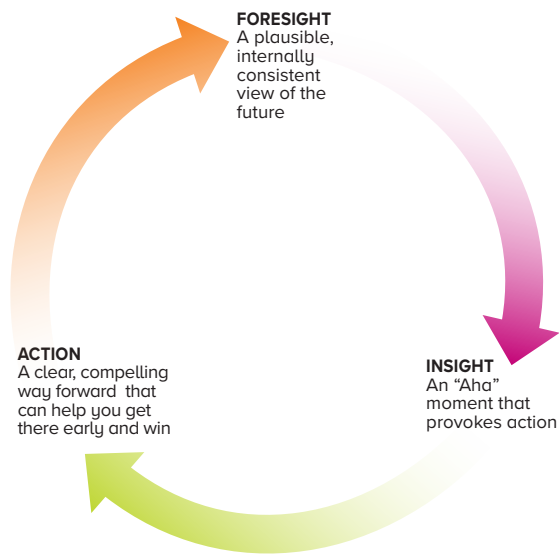 FORESIGHT
A plausible,
internally
consistent
view of the
future
INSIGHT
An “Aha”
moment that
provokes action
ACTION
A clear, compelling
way forward that
can help you get
there early and win